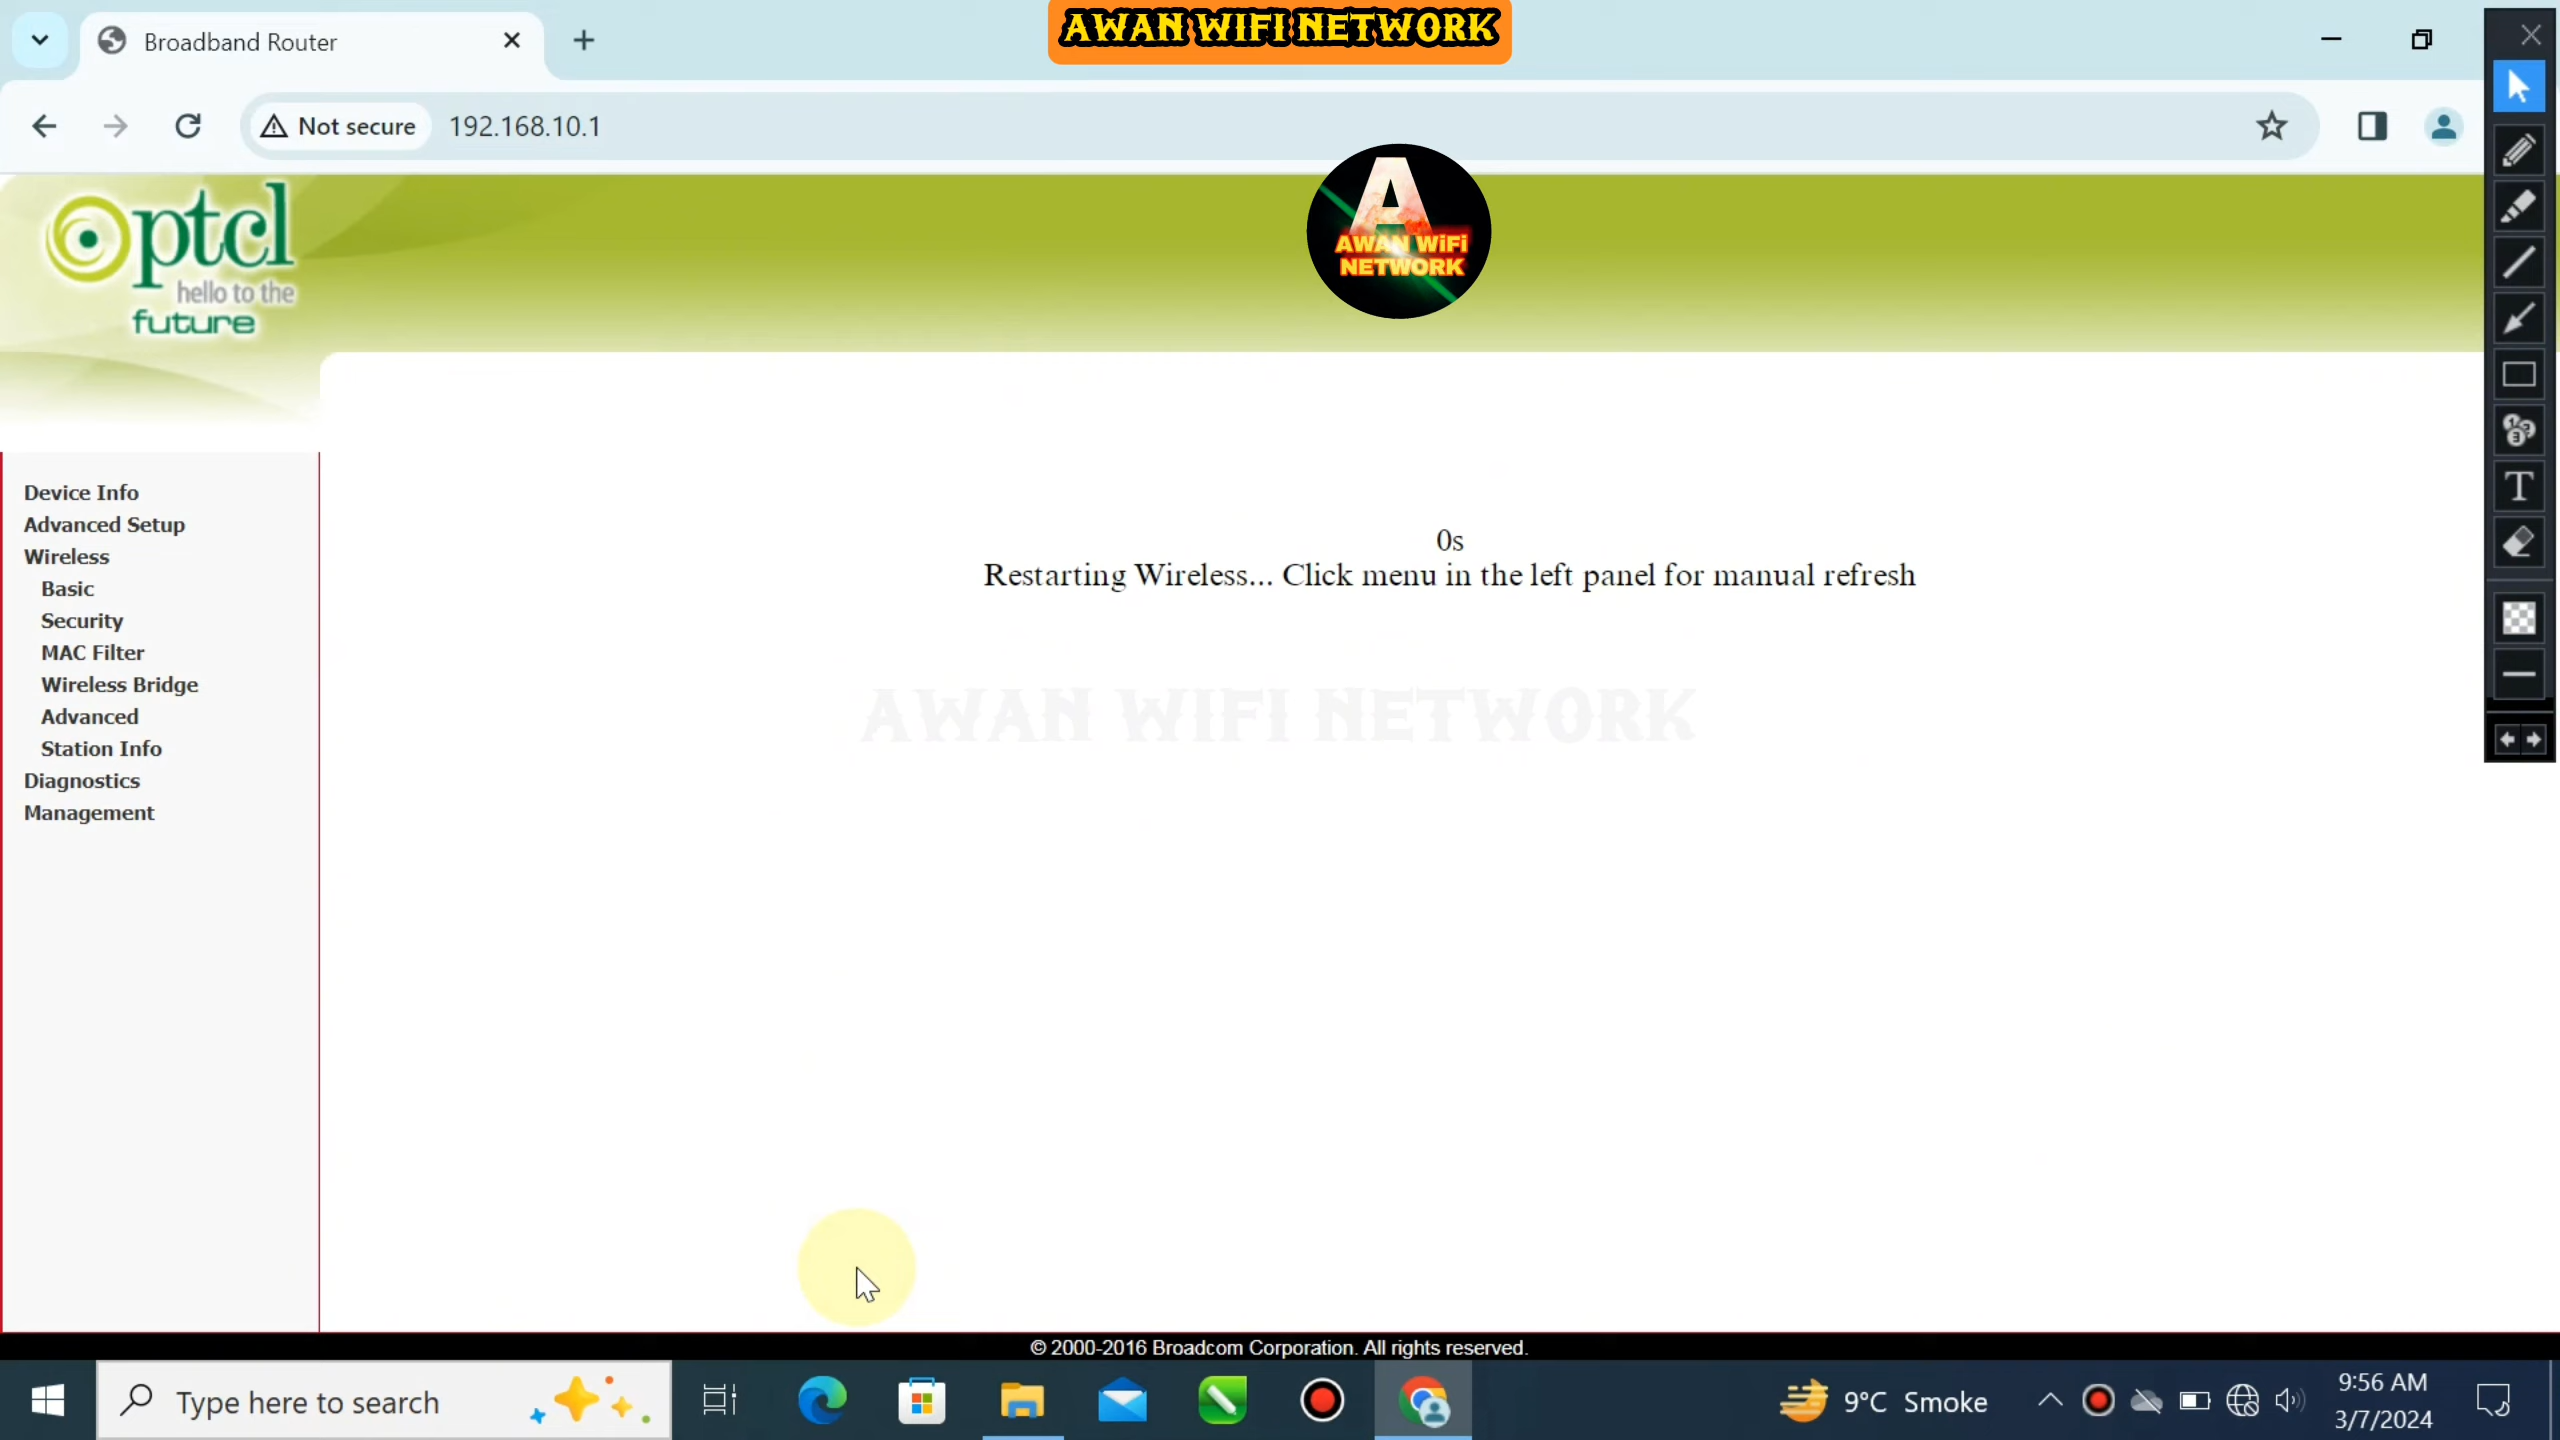 Broadband Router
AWAN WIFI NETWORK
Not secure
192.168.10.1
ptcl
hello to the
future
A
AWAN WiFi
NETWORK
Device Info
Advanced Setup
Wireless
Basic
Security
MAC Filter
Wireless Bridge
Advanced
Station Info
Diagnostics
Management
0s
Restarting Wireless... Click menu in the left panel for manual refresh
AWAN WIFI NETWORK
1 2
3
T
© 2000-2016 Broadcom Corporation. All rights reserved.
Type here to search
9°C Smoke
9:56 AM
3/7/2024